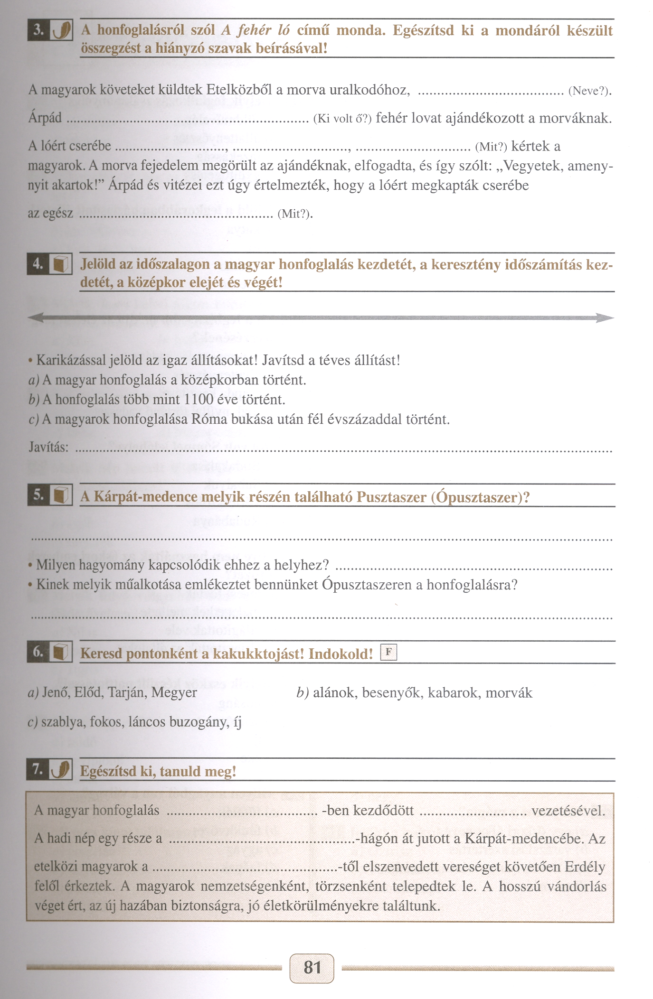 3. A honfoglalásról szól A fehér ló című monda. Egészítsd ki a mondáról készült
összegzést a hiányzó szavak beírásával!
A magyarok követeket küldtek Etelközből a morva uralkodóhoz, ..................................... (Neve?).
Árpád ............................................................... (Ki volt ő?) fehér lovat ajándékozott a morváknak.
A lóért cserébe ............................, ............................, ............................. (Mit?) kértek a
magyarok. A morva fejedelem megörült az ajándéknak, elfogadta, és így szólt: „Vegyetek, ameny-
nyit akartok!” Árpád és vitézei ezt úgy értelmezték, hogy a lóért megkapták cserébe
az egész .................................................. (Mit?).
4. Jelöld az időszalagon a magyar honfoglalás kezdetét, a keresztény időszámítás kez-
detét, a középkor elejét és végét!
• Karikázással jelöld az igaz állításokat! Javítsd a téves állítást!
a) A magyar honfoglalás a középkorban történt.
b) A honfoglalás több mint 1100 éve történt.
c) A magyarok honfoglalása Róma bukása után fél évszázaddal történt.
Javítás: ..........................................................................................................................................
5. A Kárpát-medence melyik részén található Pusztaszer (Ópusztaszer)?
......................................................................................................................................................
• Milyen hagyomány kapcsolódik ehhez a helyhez? .......................................................................
• Kinek melyik műalkotása emlékeztet bennünket Ópusztaszeren a honfoglalásra?
......................................................................................................................................................
6. Keresd pontonként a kakukktojást! Indokold! F
a) Jenő, Előd, Tarján, Megyer b) alánok, besenyők, kabarok, morvák
c) szablya, fokos, láncos buzogány, íj
7. Egészítsd ki, tanuld meg!
A magyar honfoglalás ....................................... -ben kezdődött ............................ vezetésével.
A hadi nép egy része a ................................................-hágón át jutott a Kárpát-medencébe. Az
etelközi magyarok a ................................................-től elszenvedett vereséget követően Erdély
felől érkeztek. A magyarok nemzetségenként, törzsenként telepedtek le. A hosszú vándorlás
véget ért, az új hazában biztonságra, jó életkörülményekre találtunk.
81